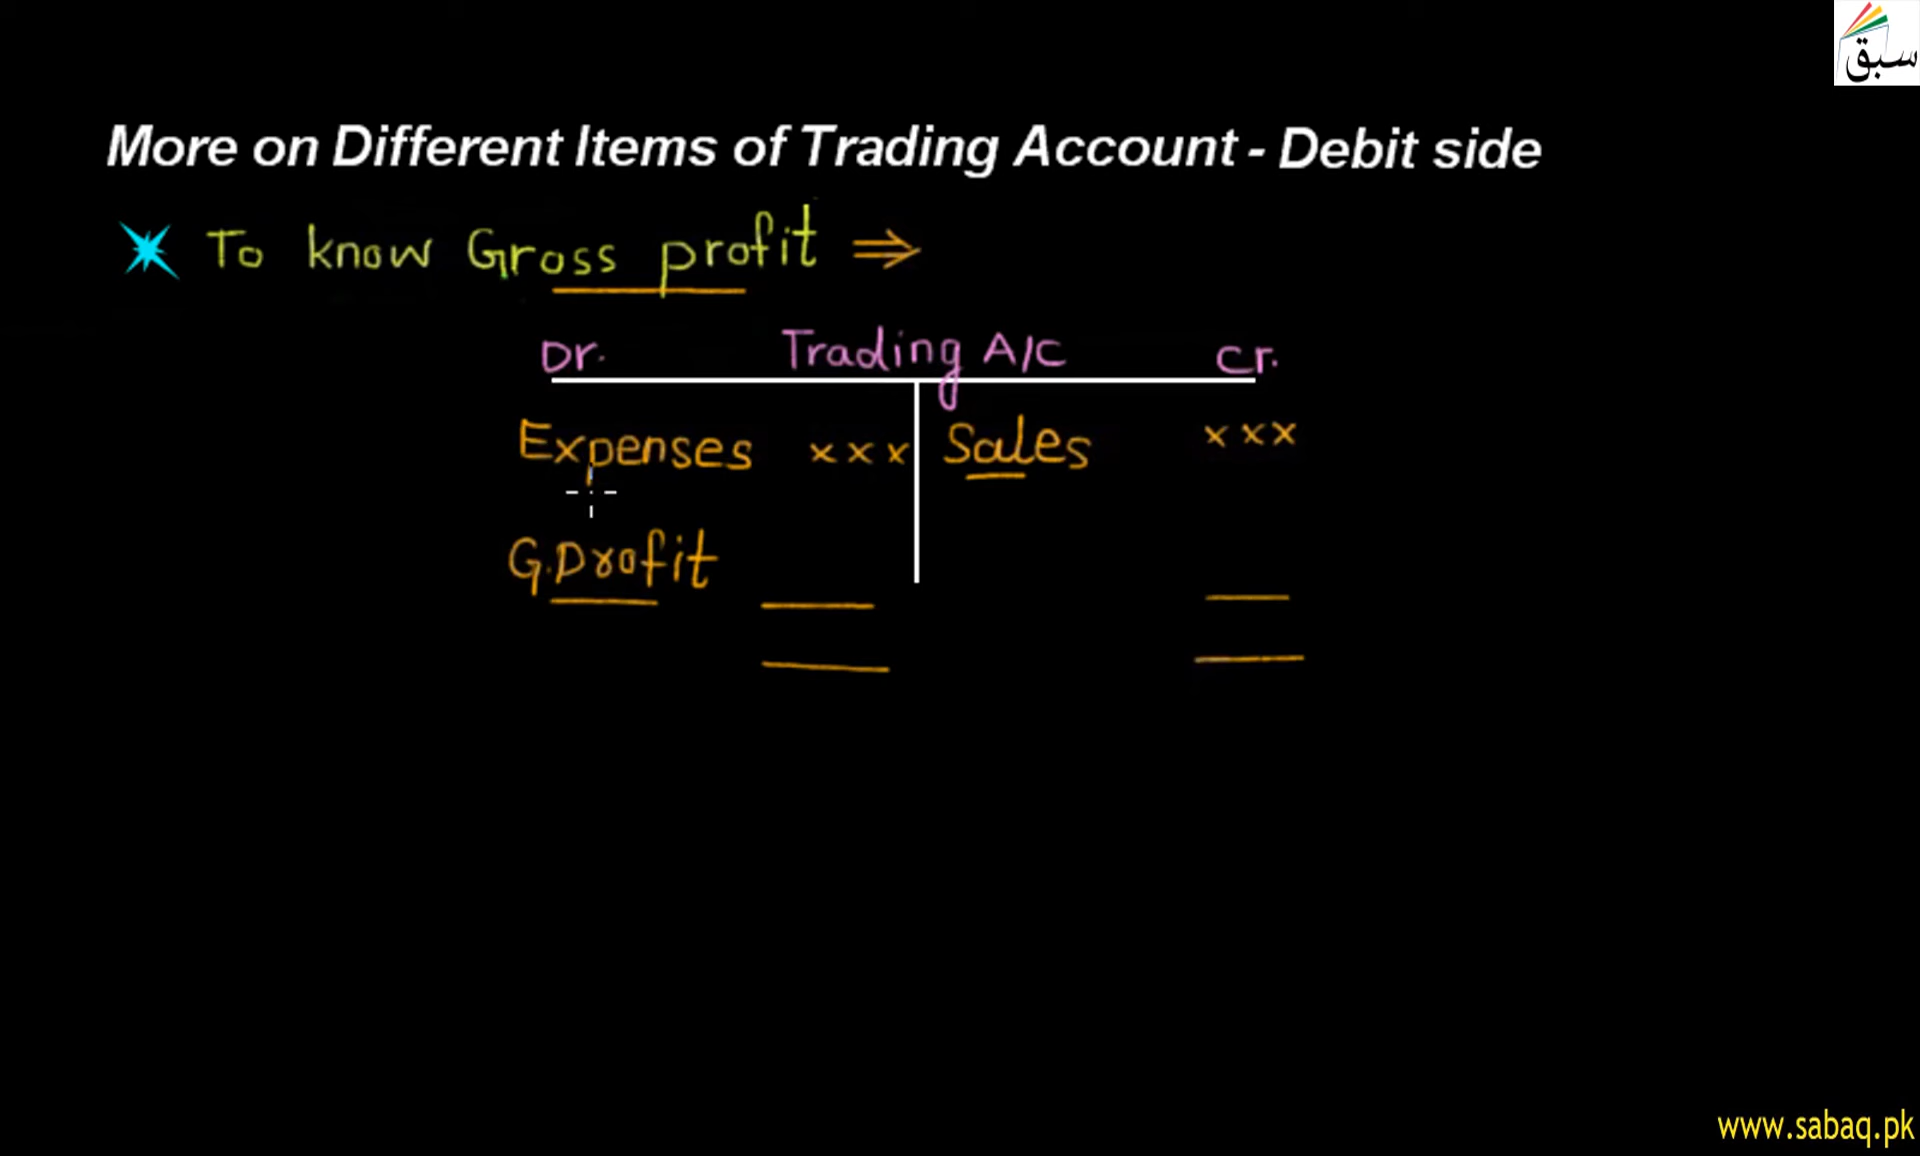 سبق
More on Different Items of Trading Account - Debit side
To know Gross profit ⇒
Dr. Trading A/C Cr.
Expenses xxx Sales xxx
G.Profit
www.sabaq.pk